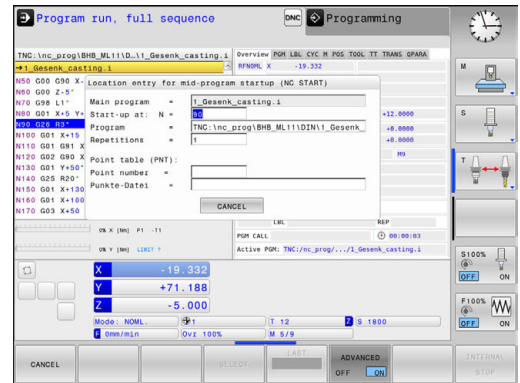 Program run, full sequence
DNC
Programming
TNC:\nc_prog\BHB_ML11\D…\1_Gesenk_casting.i
→1_Gesenk_casting.i
Overview PGM LBL CYC M POS TOOL TT TRANS QPARA
RFNOML X -19.332
N50 G00 G90 X-
N60 G00 Z-5*
N70 G98 L1*
N80 G01 X+5 Y+
N90 G26 R3*
N100 G01 X+15
N110 G01 G91 X
N120 G02 G90 X
N130 G01 Y+50*
N140 G25 R20*
N150 G01 X+130
N160 G01 X+100
N170 G03 X+50
Location entry for mid-program startup (NC START)
Main program = 1_Gesenk_casting.i
Start-up at: N = 90
Program = TNC:\nc_prog\BHB_ML11\DIN\1_Gesenk_
Repetitions = 1
Point table (PNT):
Point number =
Punkte-Datei =
CANCEL
+12.0000
+0.0000
+0.0000
M9
LBL REP
PGM CALL 00:00:03
Active PGM: TNC:/nc_prog/.../1_Gesenk_casting.i
0% X [Nm] P1 -T1
0% Y [Nm] LIMIT 1
X -19.332
Y +71.188
Z -5.000
Mode: NOML. 1 T 12 Z S 1800
F 0mm/min Ovr 100% M 5/9
M
S
T
S100%
OFF ON
F100%
OFF ON
CANCEL
SELECT
LAST
ADVANCED
OFF ON
INTERNAL
STOP